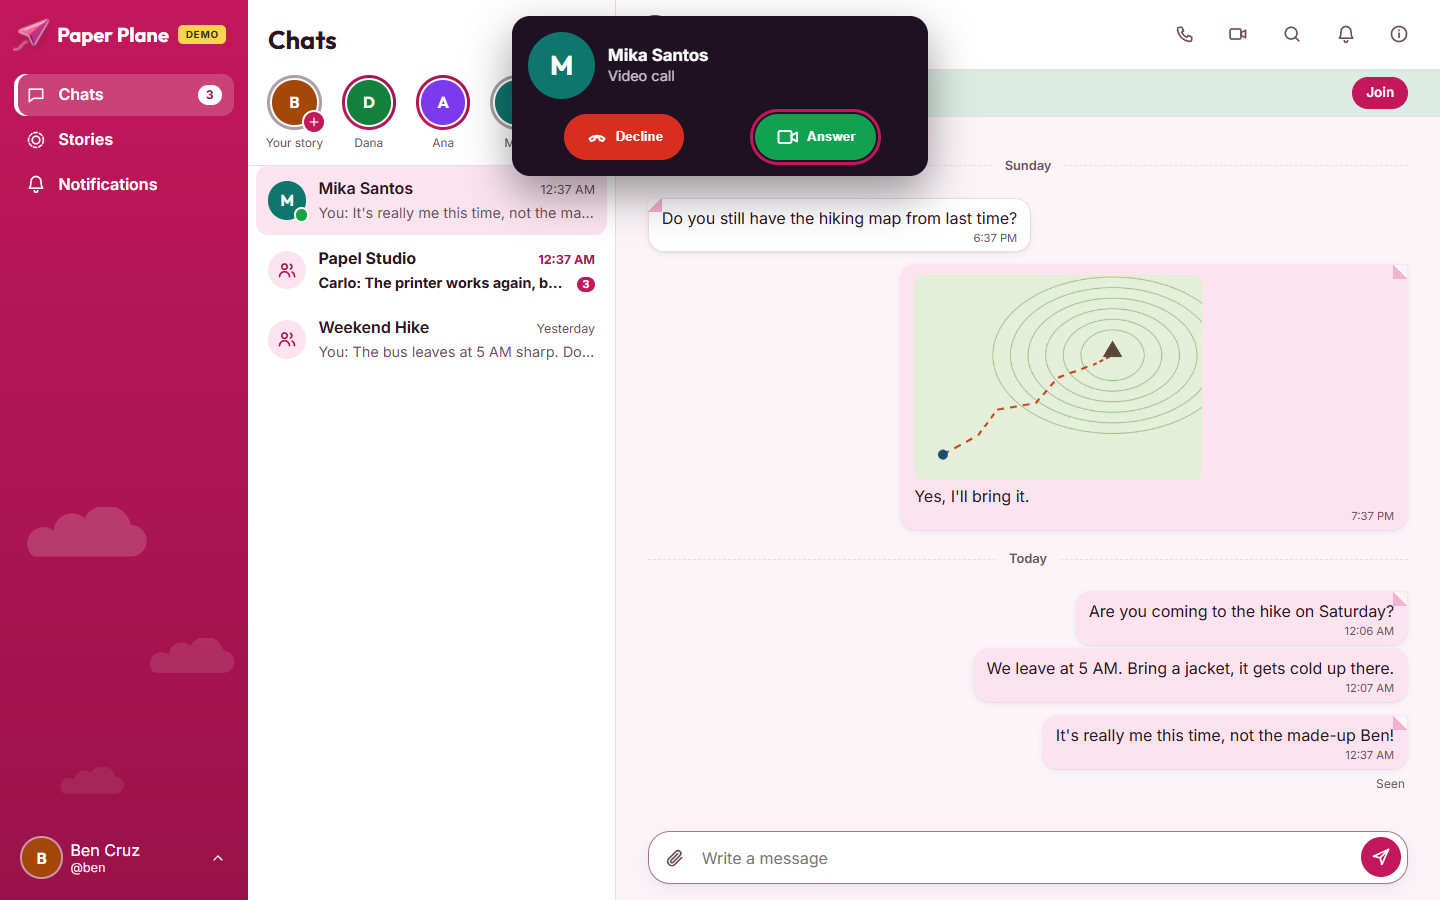 Paper Plane DEMO
Chats 3
Stories
Notifications
B Ben Cruz
@ben
Chats
B D A
Your story Dana Ana
M Mika Santos 12:37 AM
You: It's really me this time, not the ma...
Papel Studio 12:37 AM
Carlo: The printer works again, b... 3
Weekend Hike Yesterday
You: The bus leaves at 5 AM sharp. Do...
M Mika Santos
Video call
Decline Answer
Join
Sunday
Do you still have the hiking map from last time?
6:37 PM
Yes, I'll bring it.
7:37 PM
Today
Are you coming to the hike on Saturday?
12:06 AM
We leave at 5 AM. Bring a jacket, it gets cold up there.
12:07 AM
It's really me this time, not the made-up Ben!
12:37 AM
Seen
Write a message